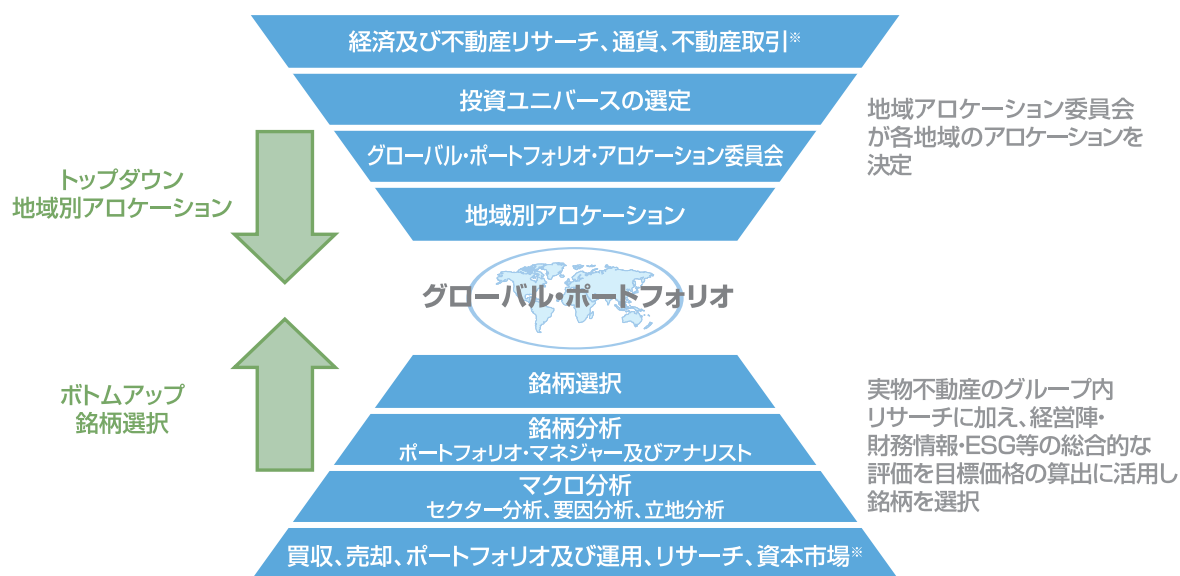 経済及び不動産リサーチ、通貨、不動産取引※
投資ユニバースの選定
グローバル・ポートフォリオ・アロケーション委員会
地域別アロケーション
地域アロケーション委員会
が各地域のアロケーションを
決定
トップダウン
地域別アロケーション
グローバル・ポートフォリオ
ボトムアップ
銘柄選択
銘柄選択
銘柄分析
ポートフォリオ・マネジャー及びアナリスト
マクロ分析
セクター分析、要因分析、立地分析
買収、売却、ポートフォリオ及び運用、リサーチ、資本市場※
実物不動産のグループ内
リサーチに加え、経営陣・
財務情報・ESG等の総合的な
評価を目標価格の算出に活用し
銘柄を選択